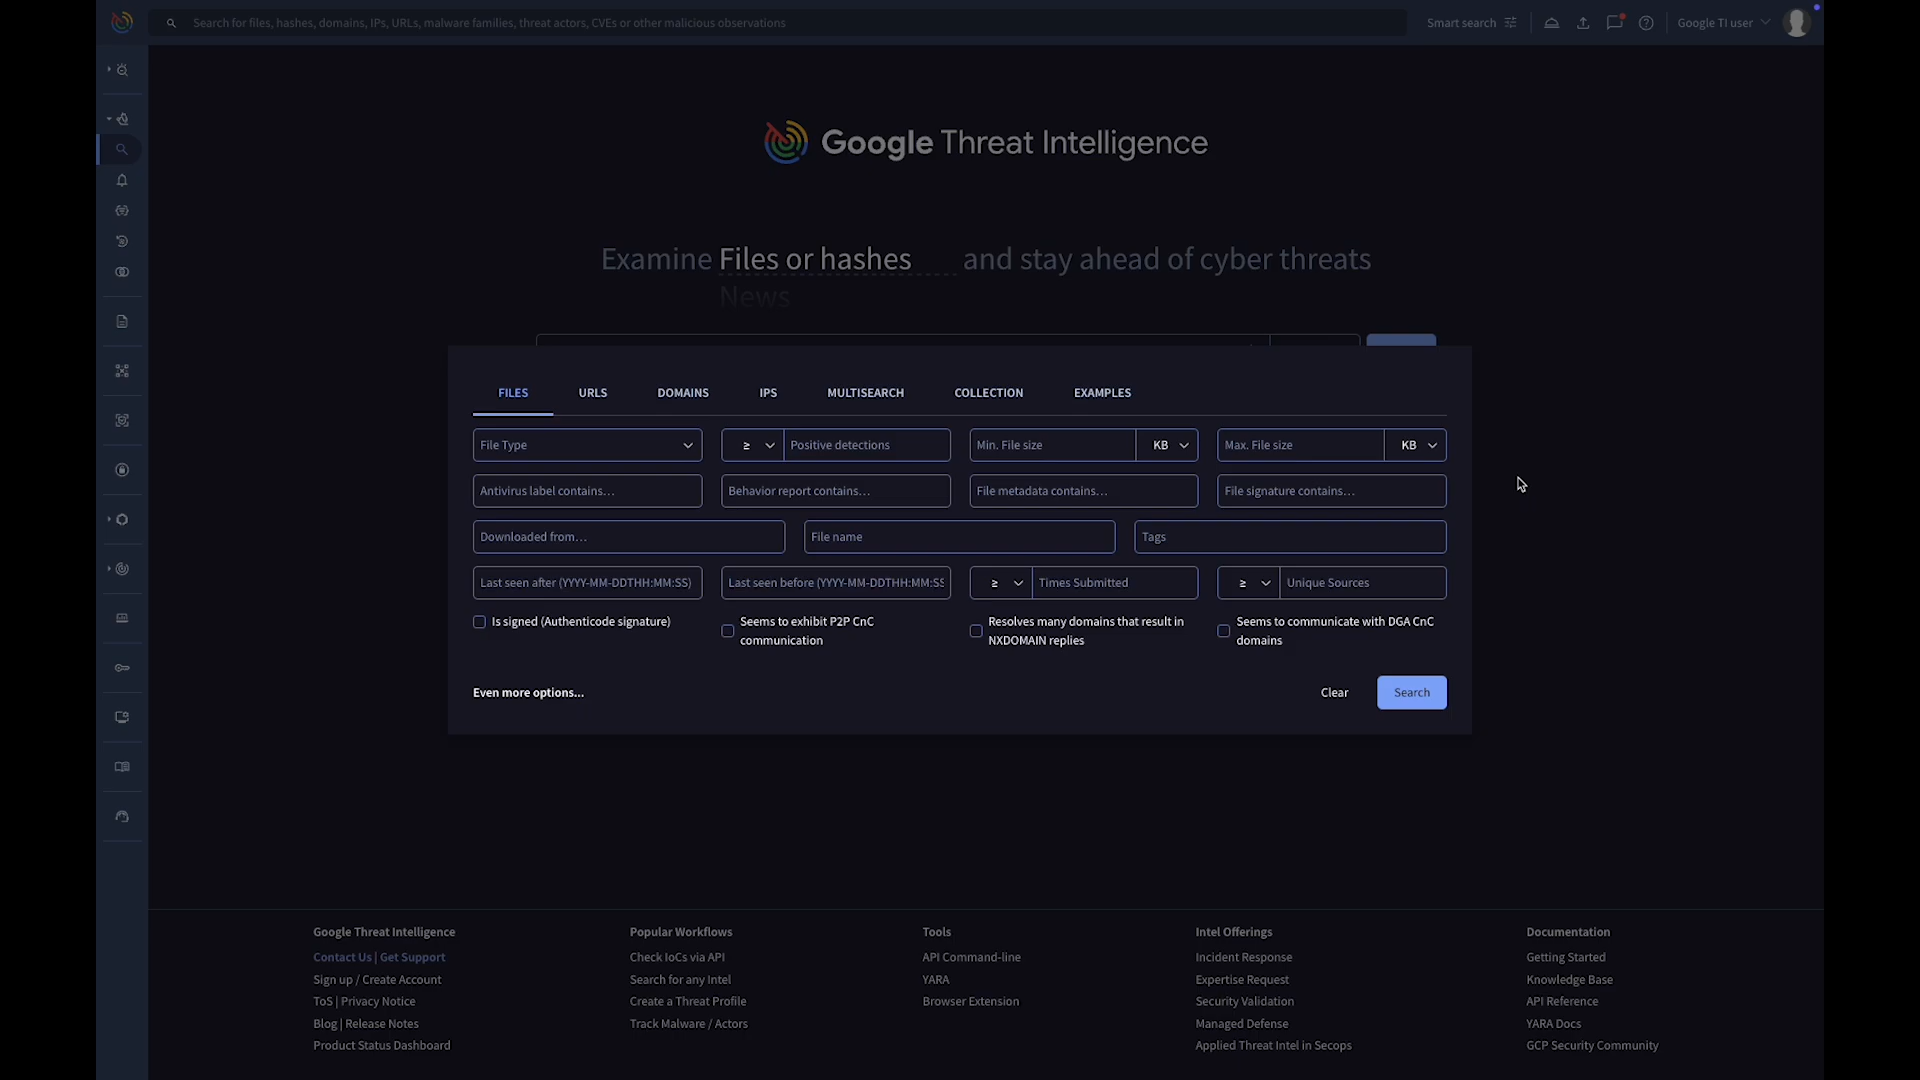 Search for files, hashes, domains, IPs, URLs, malware families, threat actors, CVEs or other malicious observations
Smart search
Google TI user
Google Threat Intelligence
Examine Files or hashes and stay ahead of cyber threats
News
FILES URLS DOMAINS IPS MULTISEARCH COLLECTION EXAMPLES
File Type ≥ Positive detections Min. File size KB Max. File size KB
Antivirus label contains... Behavior report contains... File metadata contains... File signature contains...
Downloaded from... File name Tags
Last seen after (YYYY-MM-DDTHH:MM:SS) Last seen before (YYYY-MM-DDTHH:MM:SS ≥ Times Submitted ≥ Unique Sources
Is signed (Authenticode signature)
Seems to exhibit P2P CnC
communication
Resolves many domains that result in
NXDOMAIN replies
Seems to communicate with DGA CnC
domains
Even more options...
Clear
Search
Google Threat Intelligence
Contact Us | Get Support
Sign up / Create Account
ToS | Privacy Notice
Blog | Release Notes
Product Status Dashboard
Popular Workflows
Check IoCs via API
Search for any Intel
Create a Threat Profile
Track Malware / Actors
Tools
API Command-line
YARA
Browser Extension
Intel Offerings
Incident Response
Expertise Request
Security Validation
Managed Defense
Applied Threat Intel in Secops
Documentation
Getting Started
Knowledge Base
API Reference
YARA Docs
GCP Security Community